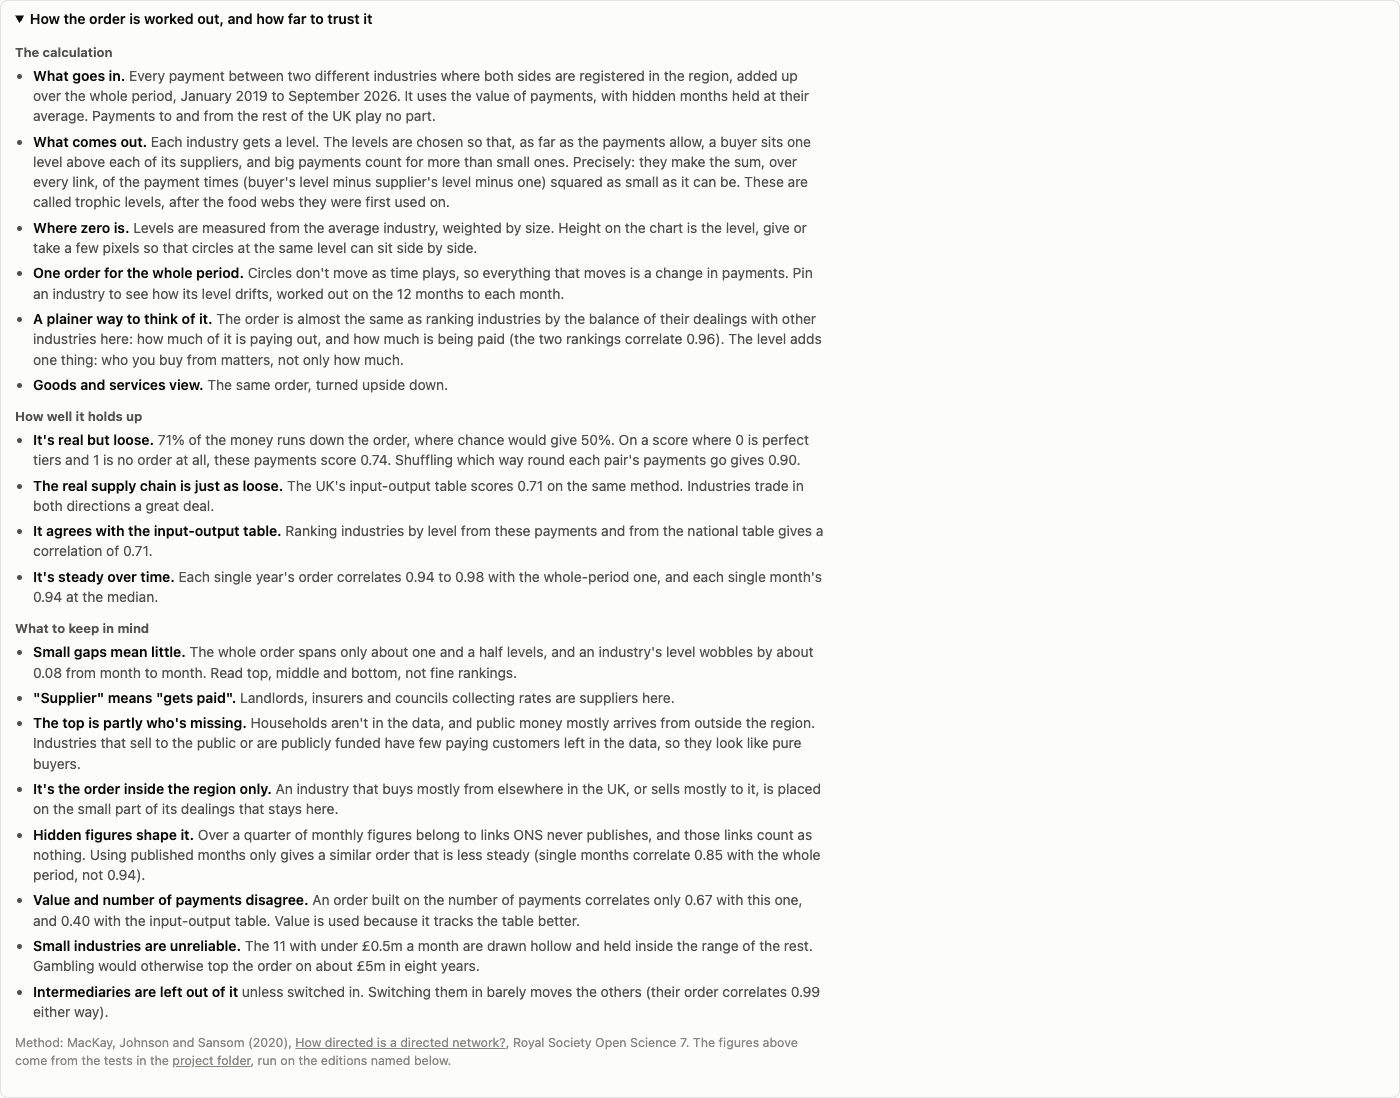 ▼ How the order is worked out, and how far to trust it
The calculation
• What goes in. Every payment between two different industries where both sides are registered in the region, added up
over the whole period, January 2019 to September 2026. It uses the value of payments, with hidden months held at their
average. Payments to and from the rest of the UK play no part.
• What comes out. Each industry gets a level. The levels are chosen so that, as far as the payments allow, a buyer sits one
level above each of its suppliers, and big payments count for more than small ones. Precisely: they make the sum, over
every link, of the payment times (buyer's level minus supplier's level minus one) squared as small as it can be. These are
called trophic levels, after the food webs they were first used on.
• Where zero is. Levels are measured from the average industry, weighted by size. Height on the chart is the level, give or
take a few pixels so that circles at the same level can sit side by side.
• One order for the whole period. Circles don't move as time plays, so everything that moves is a change in payments. Pin
an industry to see how its level drifts, worked out on the 12 months to each month.
• A plainer way to think of it. The order is almost the same as ranking industries by the balance of their dealings with other
industries here: how much of it is paying out, and how much is being paid (the two rankings correlate 0.96). The level adds
one thing: who you buy from matters, not only how much.
• Goods and services view. The same order, turned upside down.
How well it holds up
• It's real but loose. 71% of the money runs down the order, where chance would give 50%. On a score where 0 is perfect
tiers and 1 is no order at all, these payments score 0.74. Shuffling which way round each pair's payments go gives 0.90.
• The real supply chain is just as loose. The UK's input-output table scores 0.71 on the same method. Industries trade in
both directions a great deal.
• It agrees with the input-output table. Ranking industries by level from these payments and from the national table gives a
correlation of 0.71.
• It's steady over time. Each single year's order correlates 0.94 to 0.98 with the whole-period one, and each single month's
0.94 at the median.
What to keep in mind
• Small gaps mean little. The whole order spans only about one and a half levels, and an industry's level wobbles by about
0.08 from month to month. Read top, middle and bottom, not fine rankings.
• "Supplier" means "gets paid". Landlords, insurers and councils collecting rates are suppliers here.
• The top is partly who's missing. Households aren't in the data, and public money mostly arrives from outside the region.
Industries that sell to the public or are publicly funded have few paying customers left in the data, so they look like pure
buyers.
• It's the order inside the region only. An industry that buys mostly from elsewhere in the UK, or sells mostly to it, is placed
on the small part of its dealings that stays here.
• Hidden figures shape it. Over a quarter of monthly figures belong to links ONS never publishes, and those links count as
nothing. Using published months only gives a similar order that is less steady (single months correlate 0.85 with the whole
period, not 0.94).
• Value and number of payments disagree. An order built on the number of payments correlates only 0.67 with this one,
and 0.40 with the input-output table. Value is used because it tracks the table better.
• Small industries are unreliable. The 11 with under £0.5m a month are drawn hollow and held inside the range of the rest.
Gambling would otherwise top the order on about £5m in eight years.
• Intermediaries are left out of it unless switched in. Switching them in barely moves the others (their order correlates 0.99
either way).
Method: MacKay, Johnson and Sansom (2020), How directed is a directed network?, Royal Society Open Science 7. The figures above
come from the tests in the project folder, run on the editions named below.